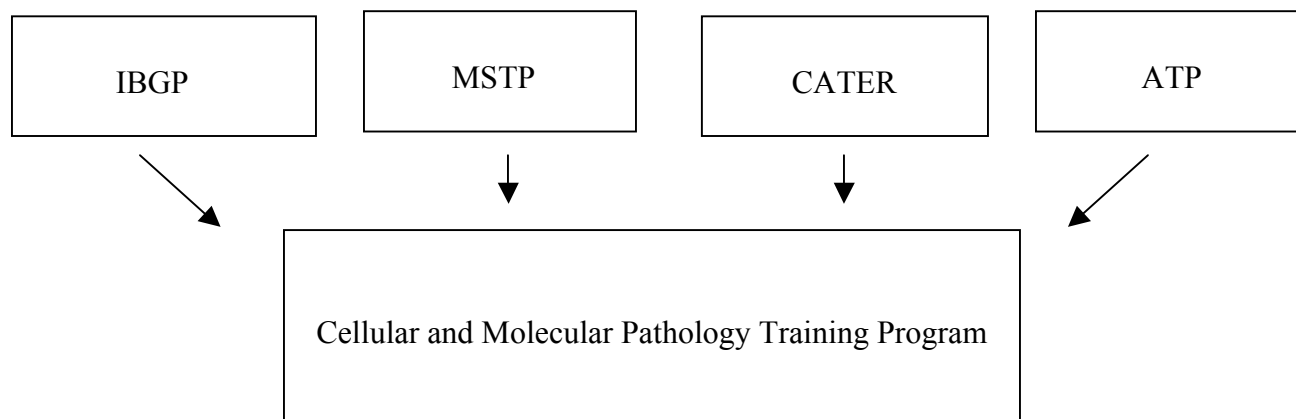 IBGP
MSTP
CATER
ATP
Cellular and Molecular Pathology Training Program